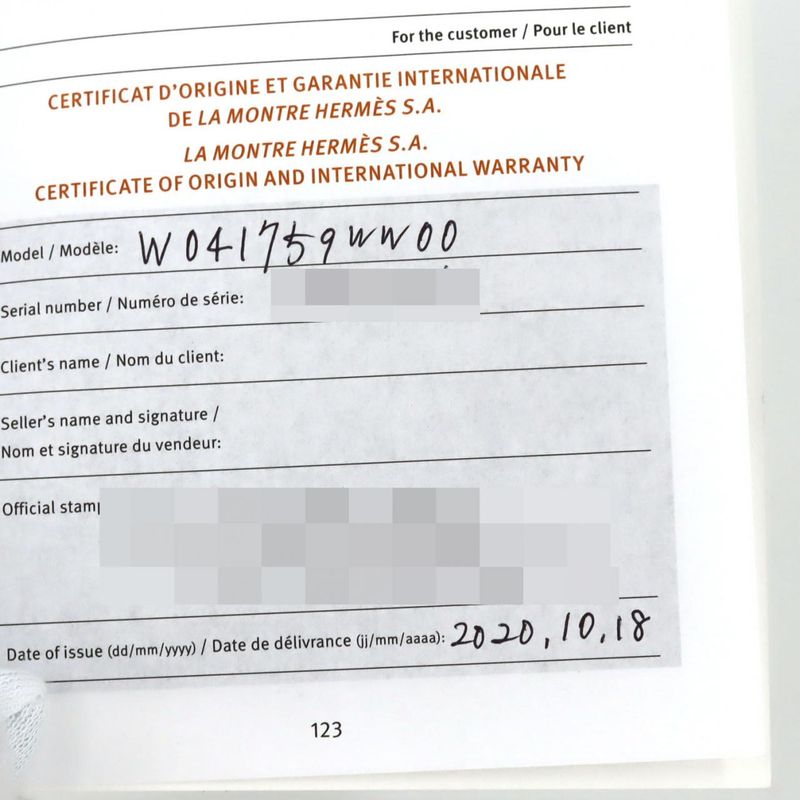 For the customer / Pour le client
CERTIFICAT D'ORIGINE ET GARANTIE INTERNATIONALE
DE LA MONTRE HERMÈS S.A.
LA MONTRE HERMÈS S.A.
CERTIFICATE OF ORIGIN AND INTERNATIONAL WARRANTY
Model / Modèle: W041759WW00
Serial number / Numéro de série:
Client's name / Nom du client:
Seller's name and signature /
Nom et signature du vendeur:
Official stam
Date of issue (dd/mm/yyyy) / Date de délivrance (jj/mm/aaaa): 2020,10,18
123